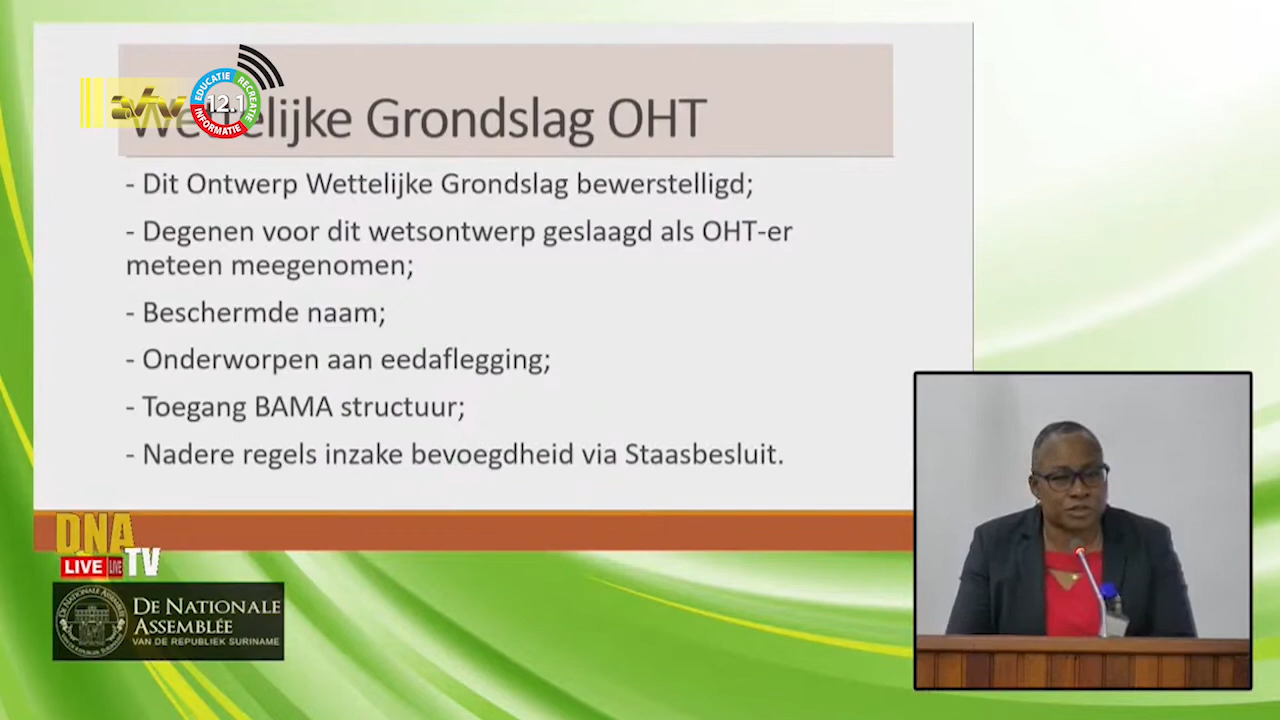 Wettelijke Grondslag OHT
- Dit Ontwerp Wettelijke Grondslag bewerstelligd;
- Degenen voor dit wetsontwerp geslaagd als OHT-er
meteen meegenomen;
- Beschermde naam;
- Onderworpen aan eedaflegging;
- Toegang BAMA structuur;
- Nadere regels inzake bevoegdheid via Staasbesluit.
atv
EDUCATIE
RECREATIE
INFORMATIE
12.1
DNA
LIVE LIVE TV
DE NATIONALE
ASSEMBLÉE
VAN DE REPUBLIEK SURINAME